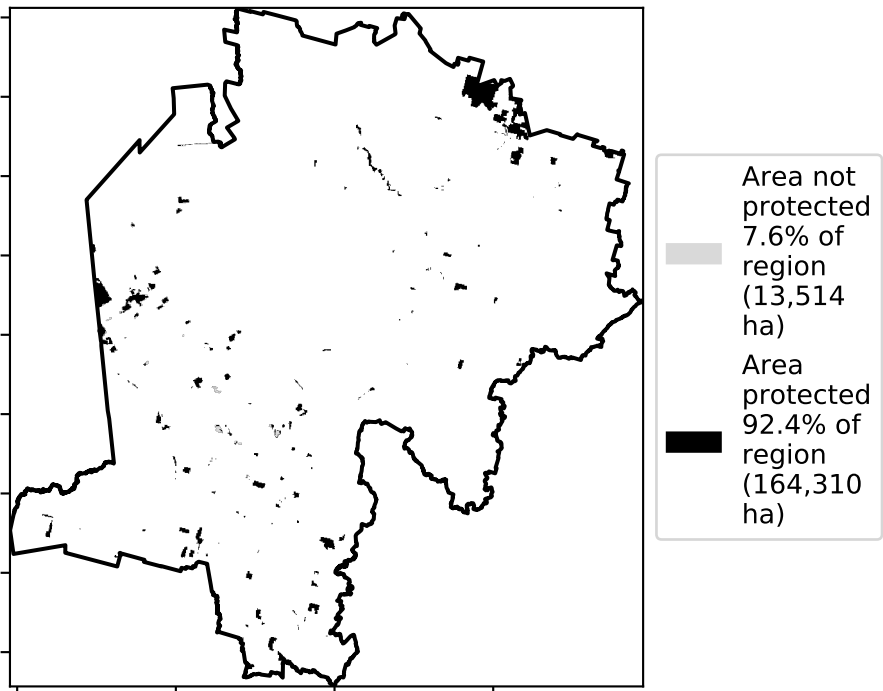 Area not
protected
7.6% of
region
(13,514
ha)
Area
protected
92.4% of
region
(164,310
ha)